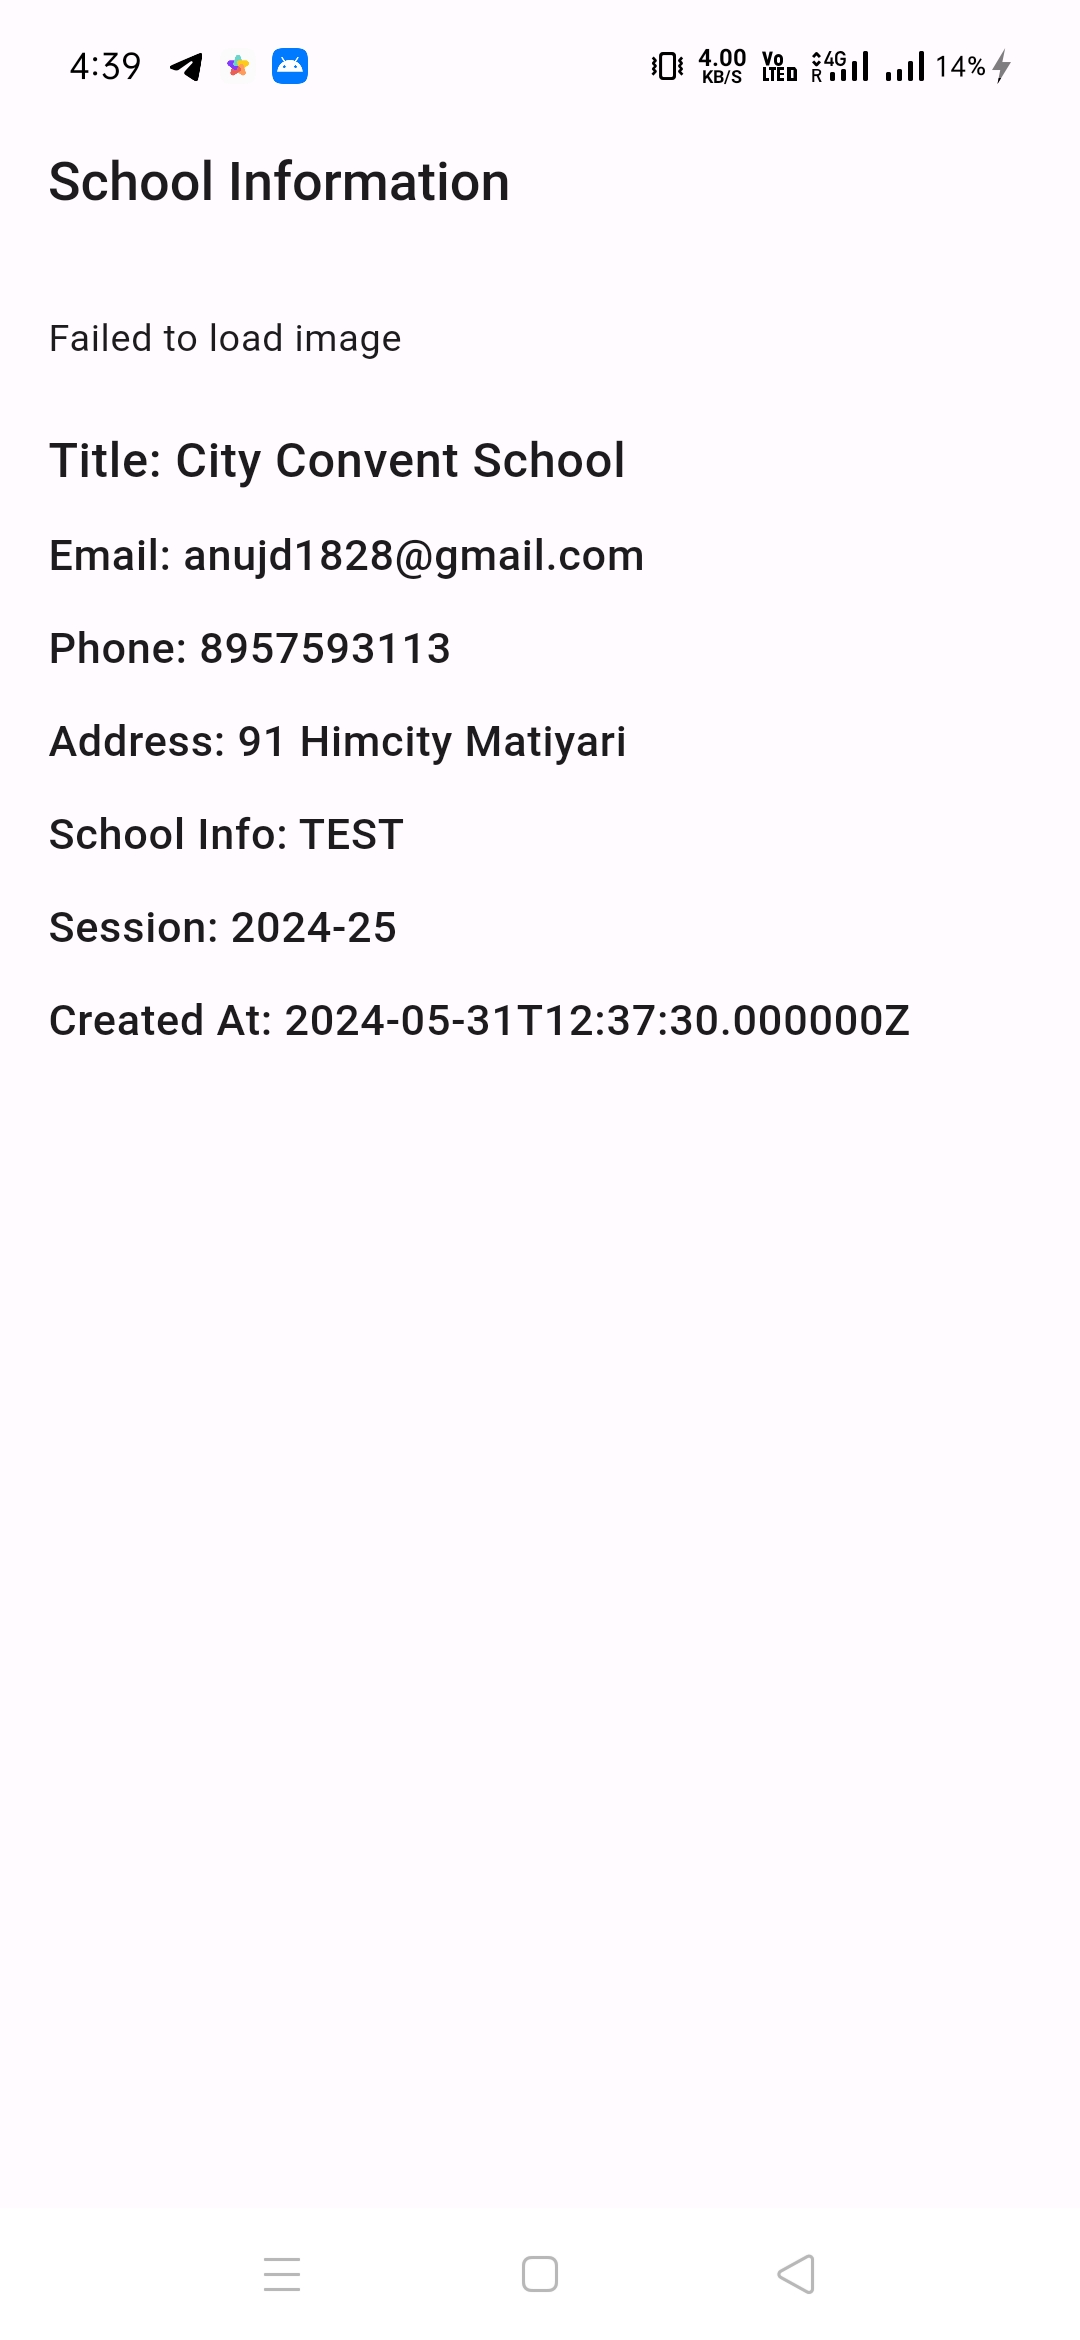 4:39 4.00 KB/S Vo LTE 4G R 14%
School Information
Failed to load image
Title: City Convent School
Email: anujd1828@gmail.com
Phone: 8957593113
Address: 91 Himcity Matiyari
School Info: TEST
Session: 2024-25
Created At: 2024-05-31T12:37:30.000000Z